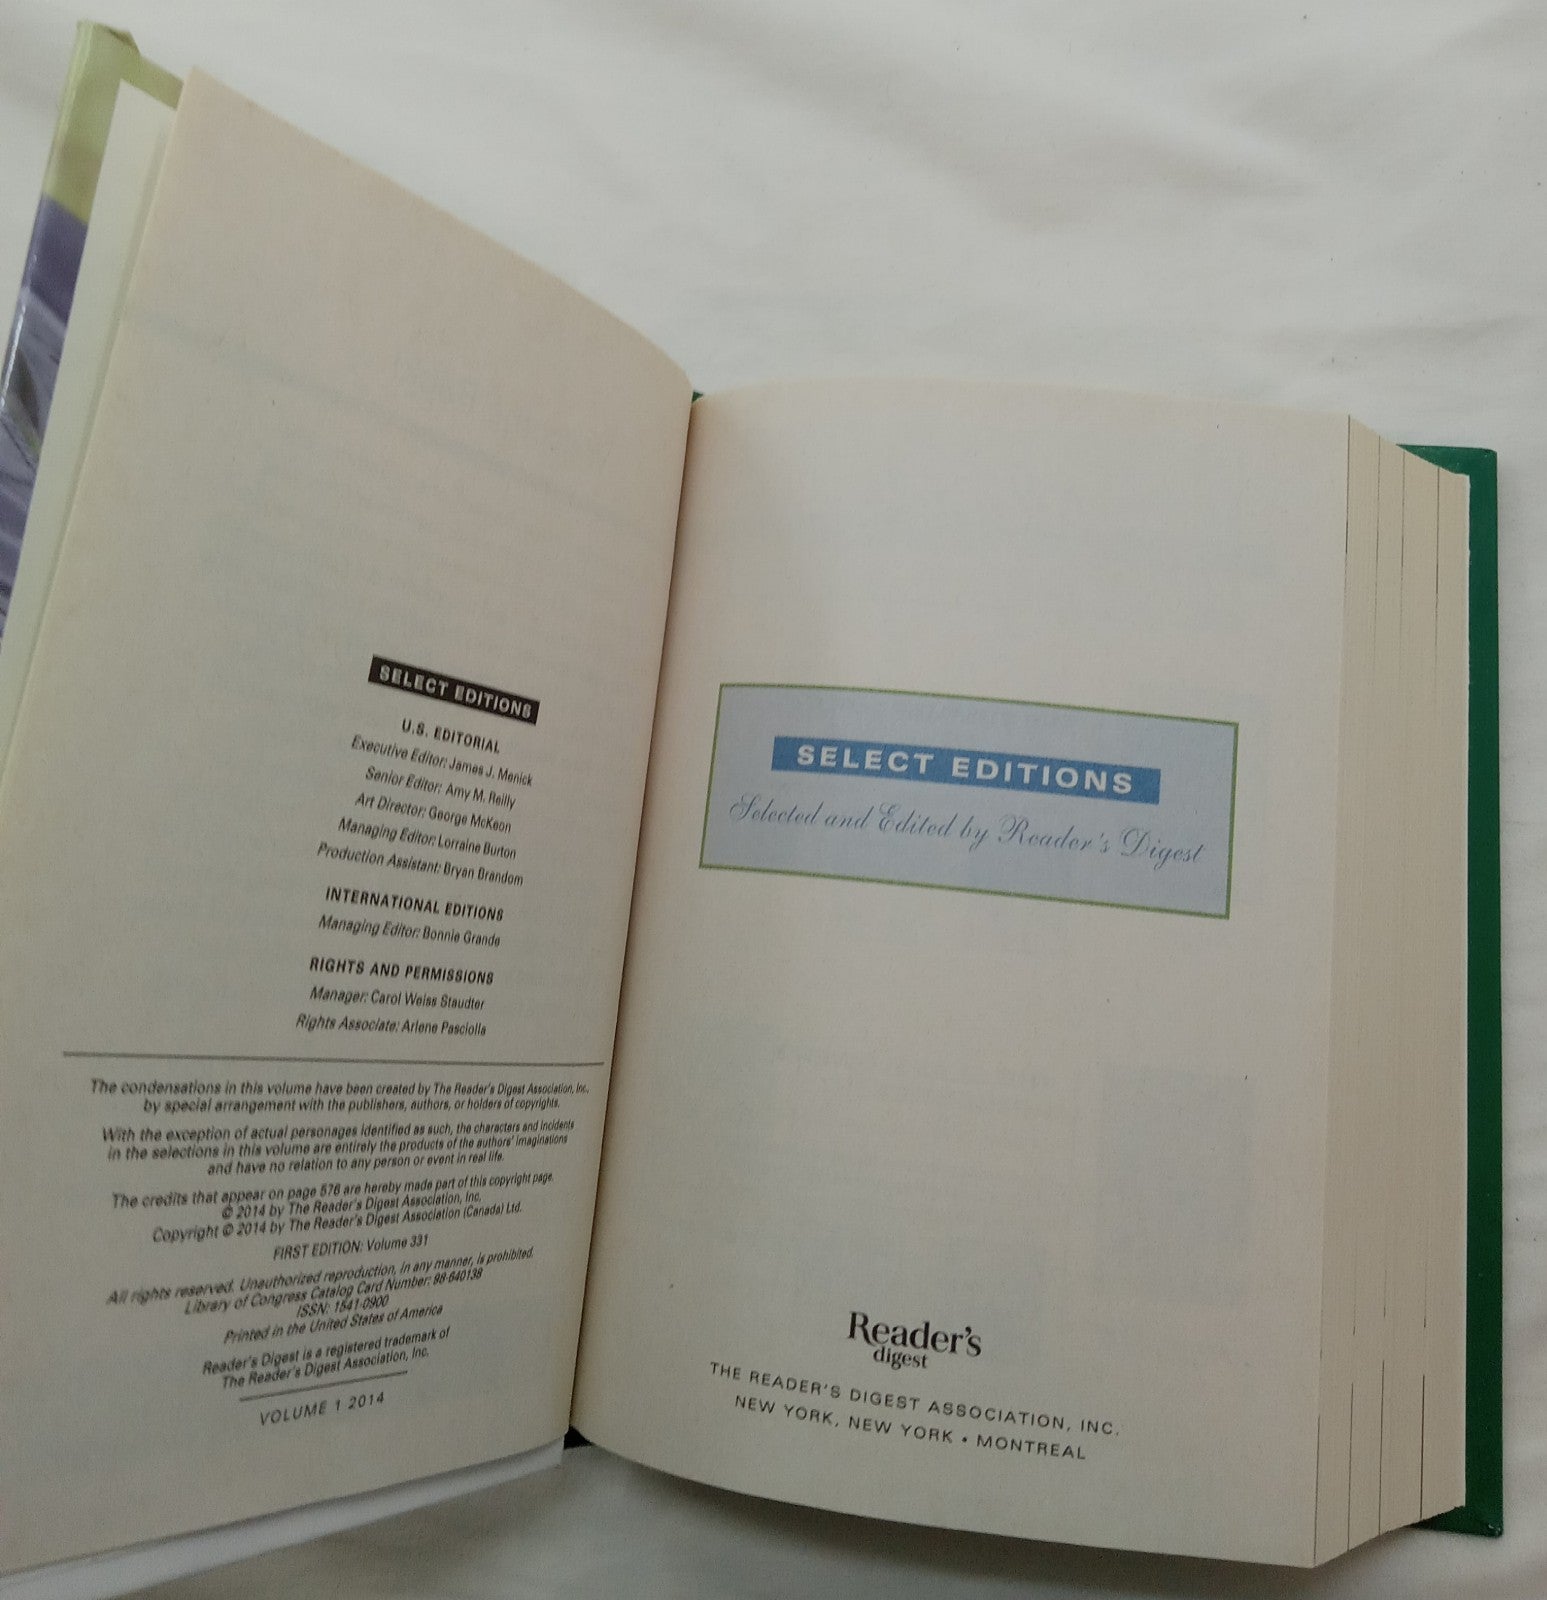 SELECT EDITIONS
U.S. EDITORIAL
Executive Editor: James J. Menick
Senior Editor: Amy M. Reilly
Art Director: George McKeon
Managing Editor: Lorraine Burton
Production Assistant: Bryan Brandom
INTERNATIONAL EDITIONS
Managing Editor: Bonnie Grande
RIGHTS AND PERMISSIONS
Manager: Carol Weiss Staudter
Rights Associate: Arlene Pasciolla
The condensations in this volume have been created by The Reader's Digest Association, Inc.,
by special arrangement with the publishers, authors, or holders of copyrights.
With the exception of actual personages identified as such, the characters and incidents
in the selections in this volume are entirely the products of the authors' imaginations
and have no relation to any person or event in real life.
The credits that appear on page 576 are hereby made part of this copyright page.
© 2014 by The Reader's Digest Association, Inc.
Copyright © 2014 by The Reader's Digest Association (Canada) Ltd.
FIRST EDITION: Volume 331
All rights reserved. Unauthorized reproduction, in any manner, is prohibited.
Library of Congress Catalog Card Number: 98-640138
ISSN: 1541-0900
Printed in the United States of America
Reader's Digest is a registered trademark of
The Reader's Digest Association, Inc.
VOLUME 1 2014
SELECT EDITIONS
Selected and Edited by Reader's Digest
Reader's
digest
THE READER'S DIGEST ASSOCIATION, INC.
NEW YORK, NEW YORK • MONTREAL